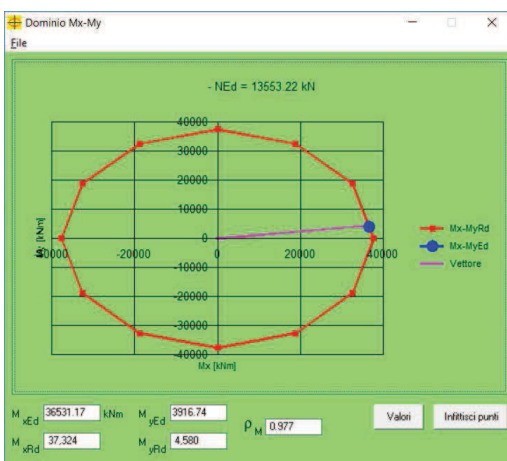 Dominio Mx-My
File
- NEd = 13553.22 kN
40000
30000
20000
10000
0
-10000
-20000
-30000
-40000
My [kNm]
-40000 -20000 0 20000 40000
Mx [kNm]
Mx-MyRd
Mx-MyEd
Vettore
M xEd 36531.17 kNm M yEd 3916.74
ρ M 0.977
M xRd 37,324 M yRd 4,580
Valori Infittisci punti